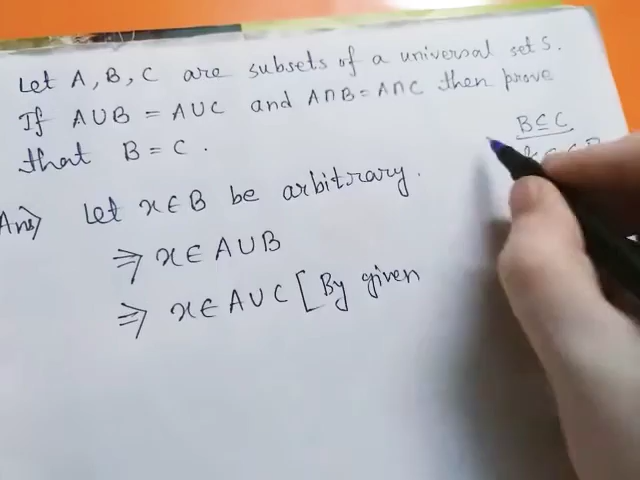 Let A, B, C are subsets of a universal set S.
If A∪B = A∪C and A∩B = A∩C then prove
that B = C.
B⊆C
Ans⇒ Let x∈B be arbitrary.
⇒ x∈A∪B
⇒ x∈A∪C [By given